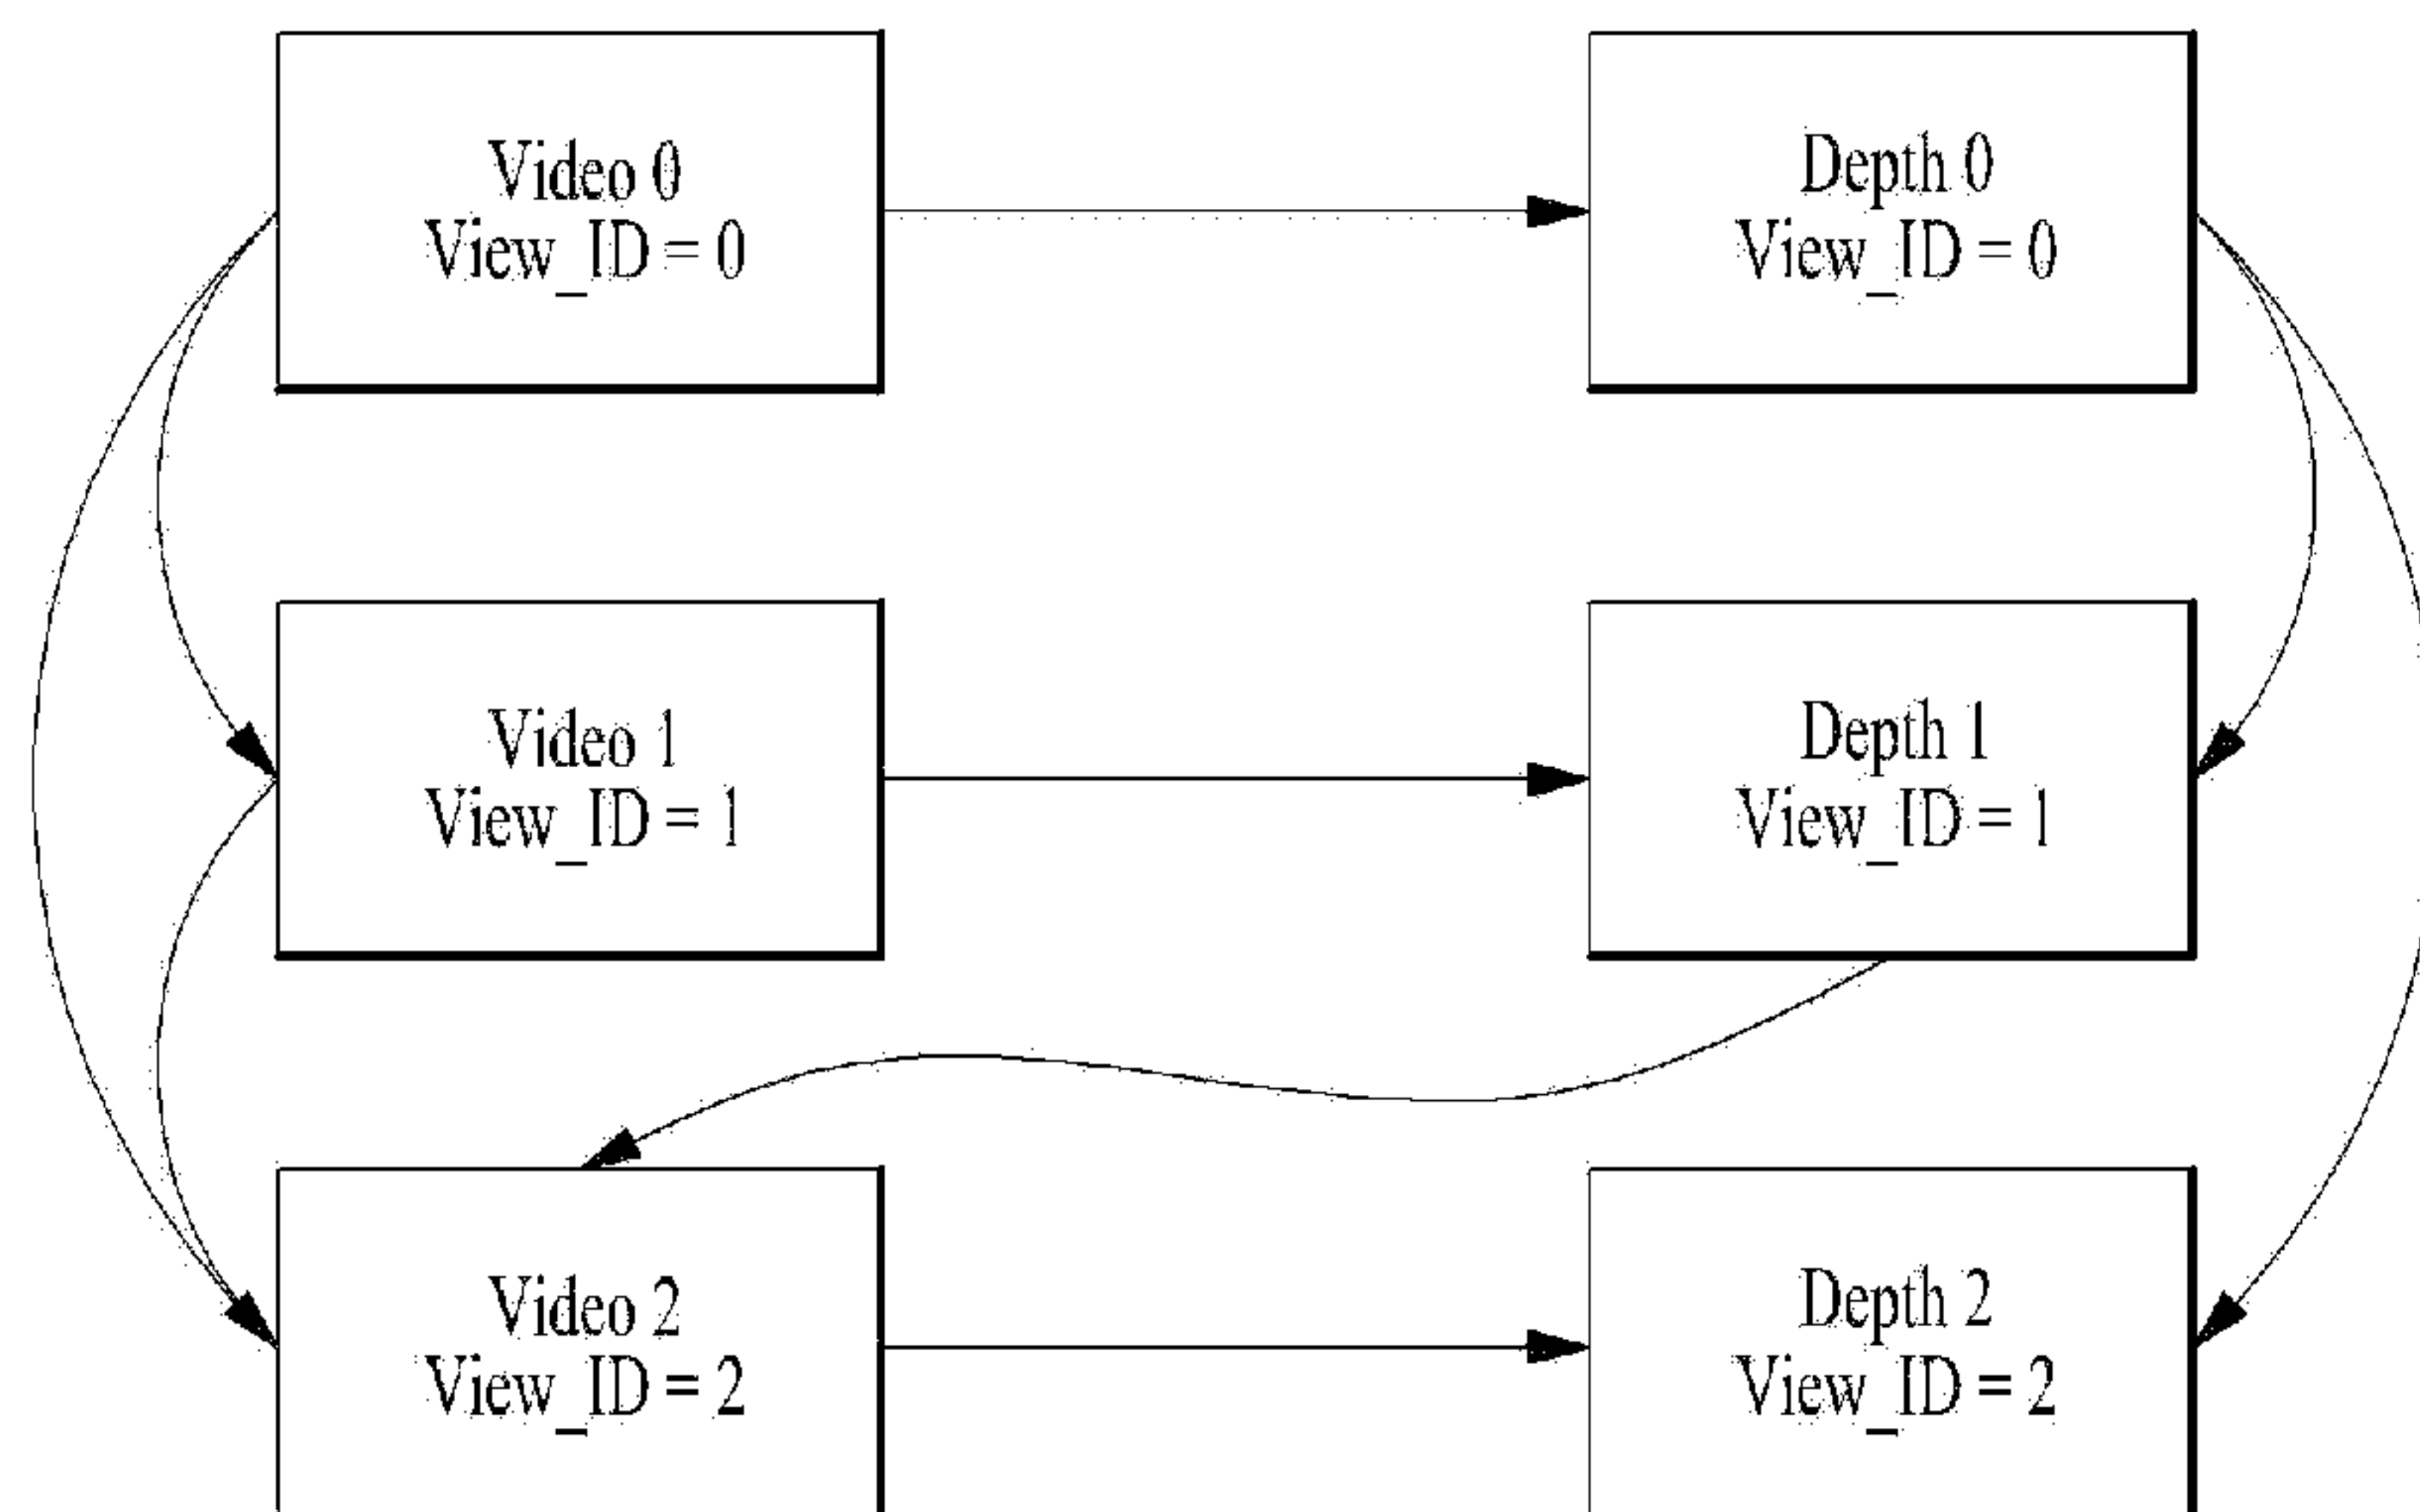 Video 0
View_ID = 0
Depth 0
View_ID = 0
Video 1
View_ID = 1
Depth 1
View_ID = 1
Video 2
View_ID = 2
Depth 2
View_ID = 2